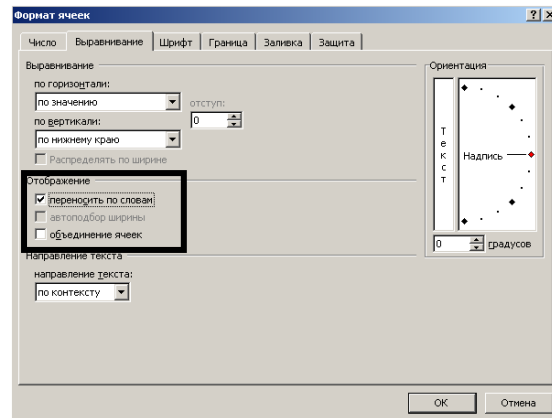 Формат ячеек
Число Выравнивание Шрифт Граница Заливка Защита
Выравнивание
по горизонтали:
по значению
отступ:
по вертикали:
0
по нижнему краю
Распределять по ширине
Отображение
переносить по словам
автоподбор ширины
объединение ячеек
Направление текста
направление текста:
по контексту
Ориентация
Текст
Надпись
0 градусов
ОК Отмена